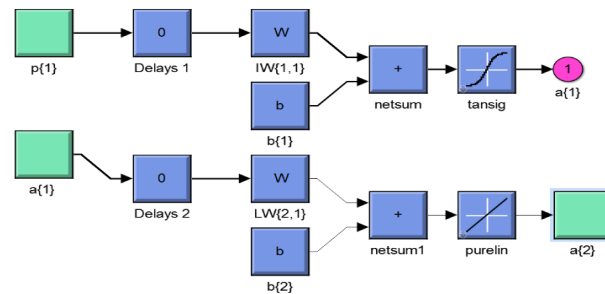 0 W
+ 1
p{1} Delays 1 IW{1,1}
netsum tansig a{1}
b
b{1}
0 W
a{1} Delays 2 LW{2,1}
+
b netsum1 purelin a{2}
b{2}